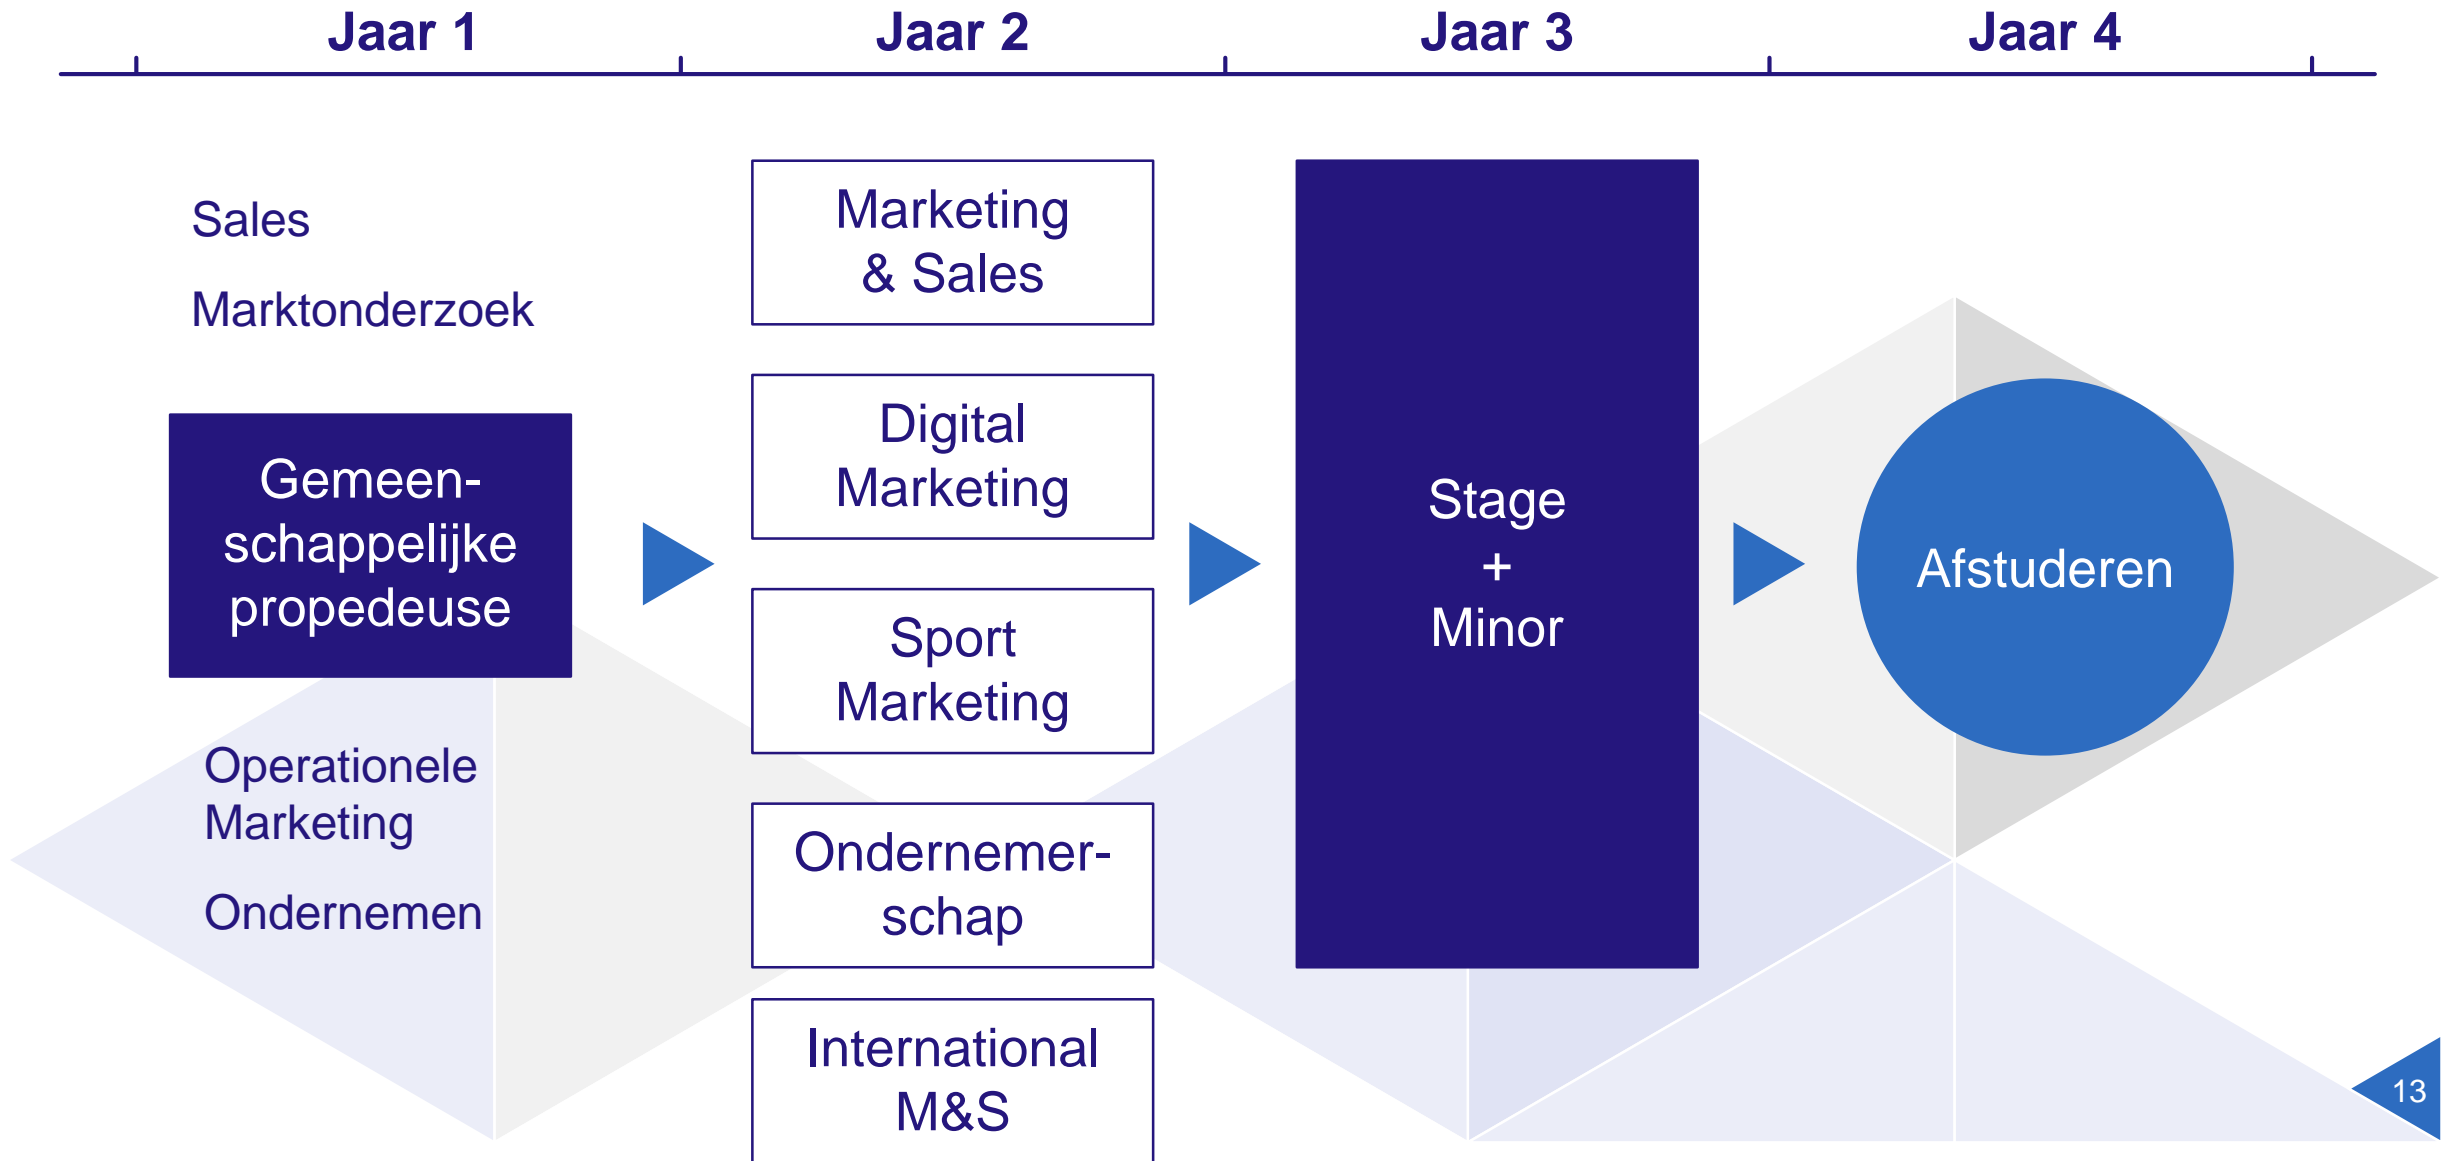 Jaar 1
Jaar 2
Jaar 3
Jaar 4
Sales
Marktonderzoek
Gemeen-
schappelijke
propedeuse
Operationele
Marketing
Ondernemen
Marketing
& Sales
Digital
Marketing
Sport
Marketing
Ondernemer-
schap
International
M&S
Stage
+
Minor
Afstuderen
13